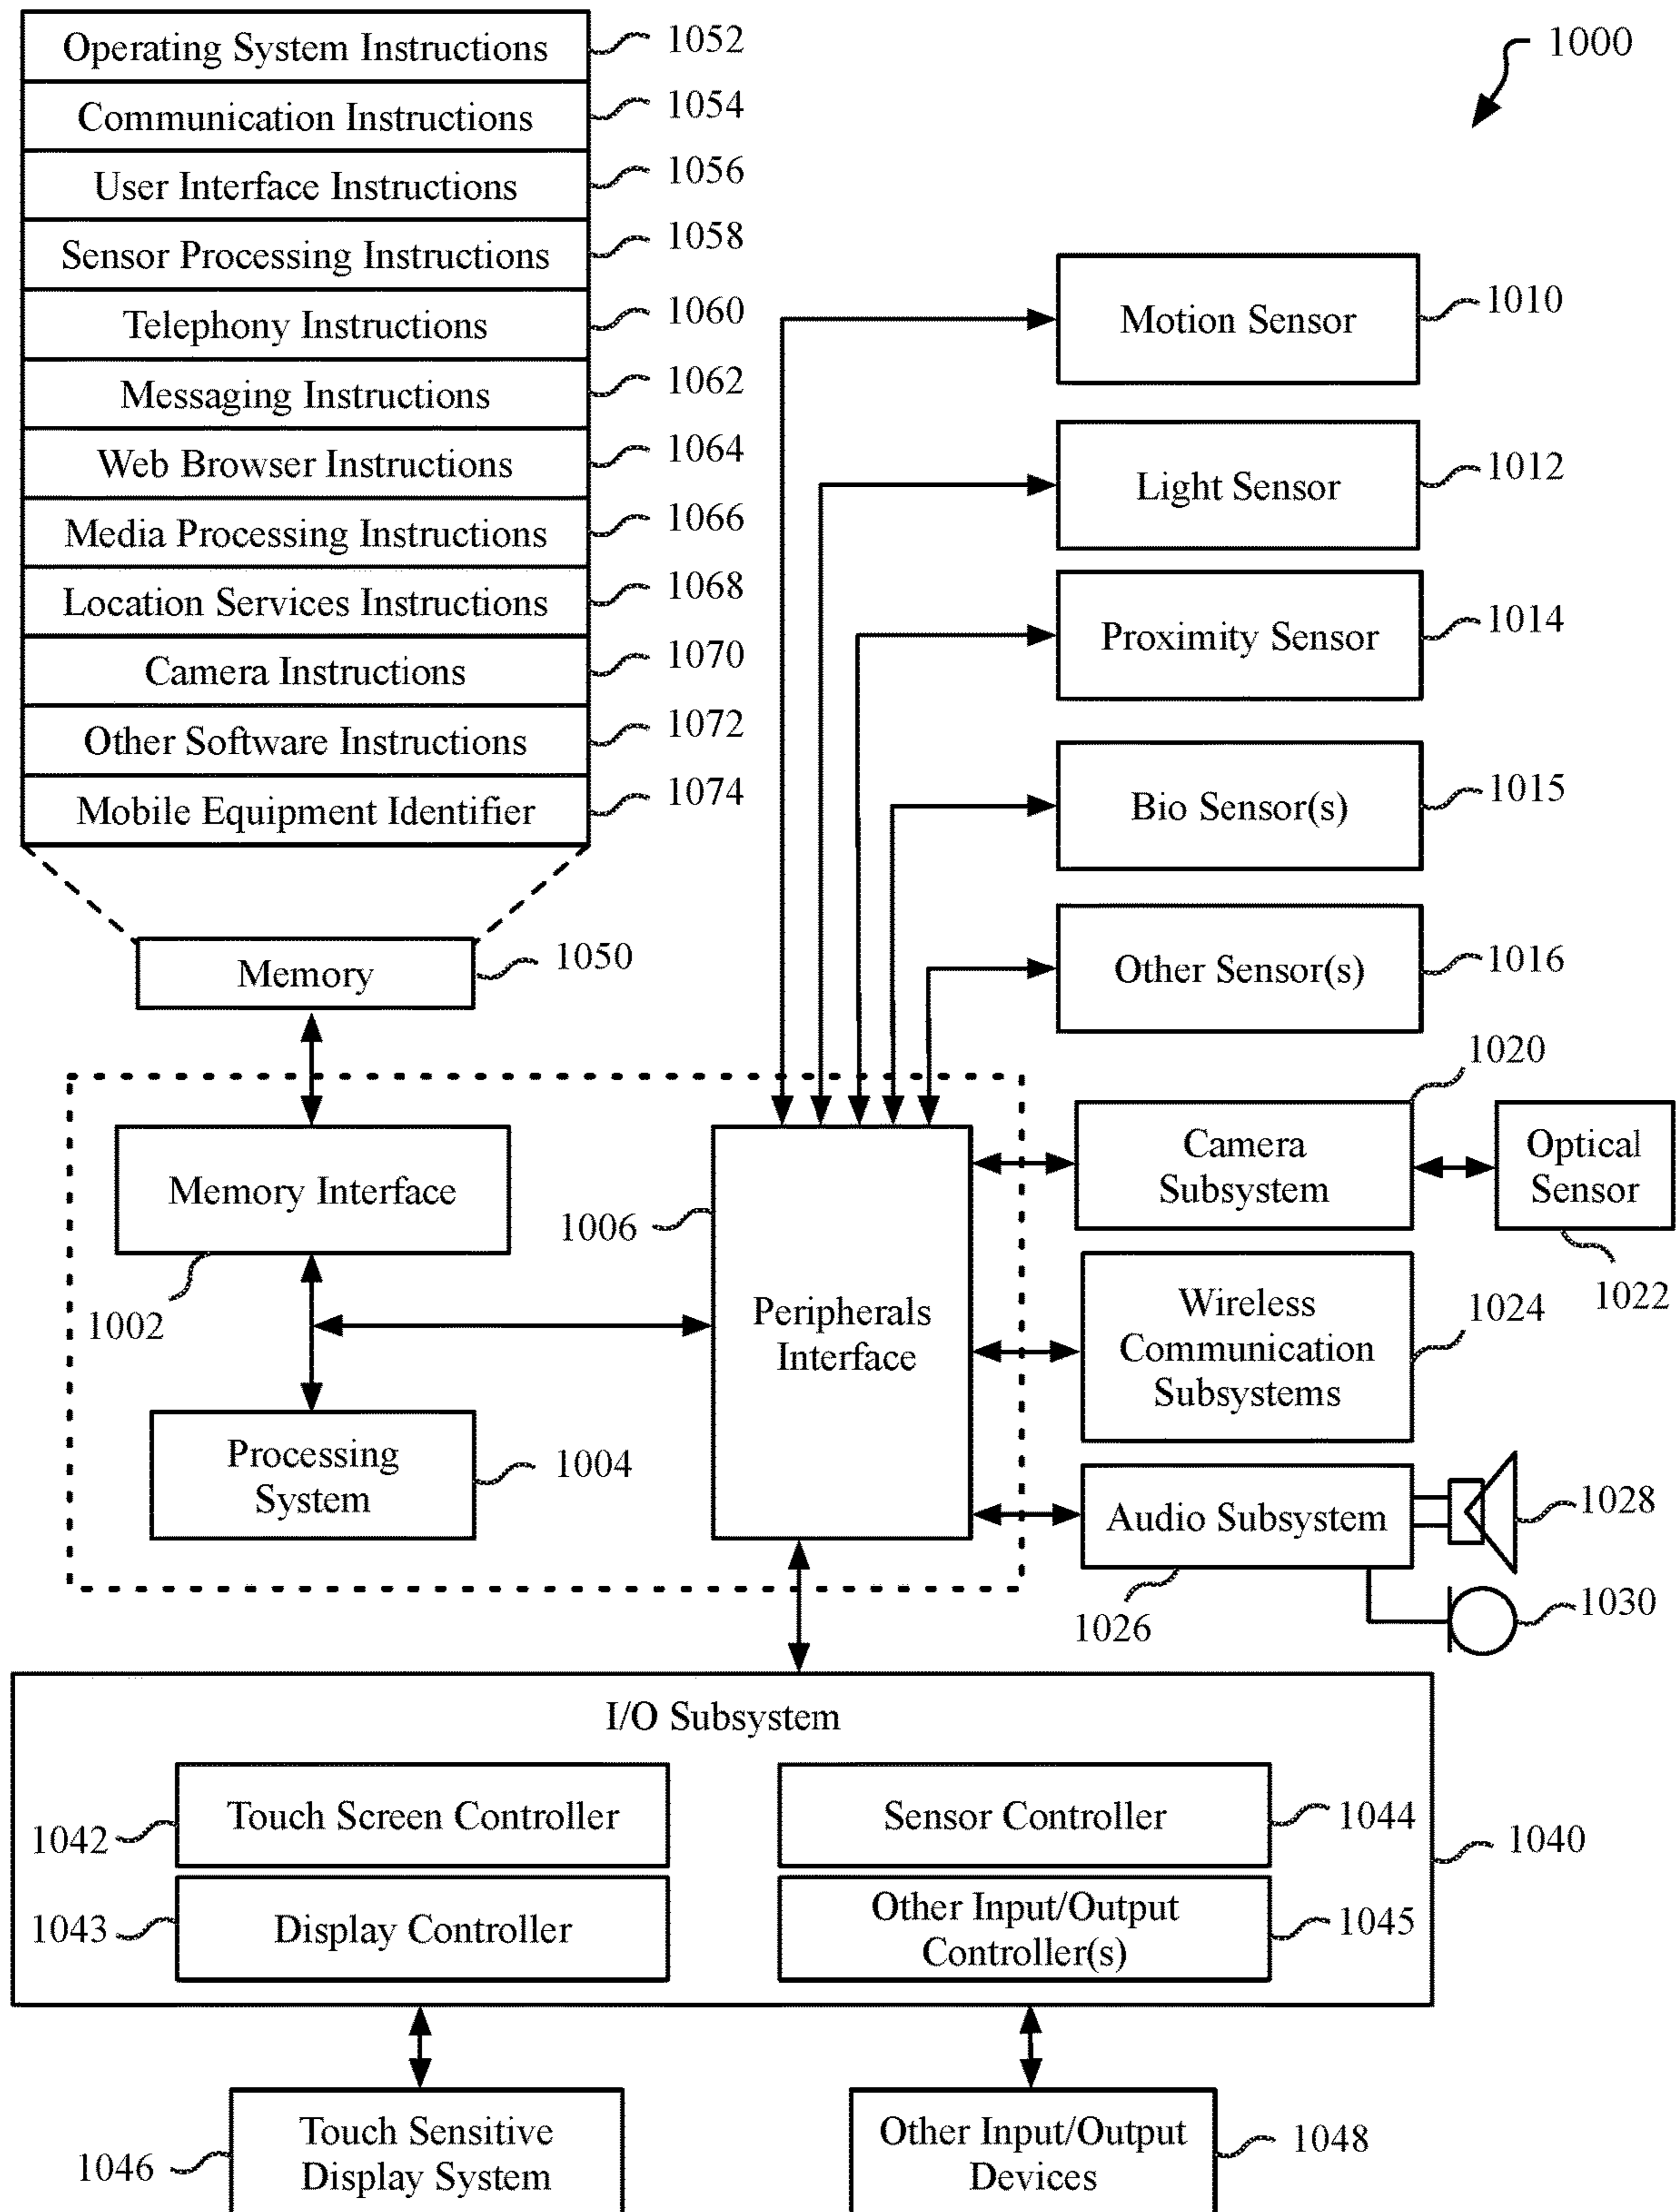 Operating System Instructions 1052
Communication Instructions 1054
User Interface Instructions 1056
Sensor Processing Instructions 1058
Telephony Instructions 1060
Messaging Instructions 1062
Web Browser Instructions 1064
Media Processing Instructions 1066
Location Services Instructions 1068
Camera Instructions 1070
Other Software Instructions 1072
Mobile Equipment Identifier 1074
Memory 1050
1000
Motion Sensor 1010
Light Sensor 1012
Proximity Sensor 1014
Bio Sensor(s) 1015
Other Sensor(s) 1016
Memory Interface
1002
Processing
System
1004
1006
Peripherals
Interface
1020
Camera
Subsystem
Optical
Sensor
1022
Wireless
Communication
Subsystems
1024
Audio Subsystem
1026
1028
1030
I/O Subsystem
1040
Touch Screen Controller
1042
Sensor Controller
1044
Display Controller
1043
Other Input/Output
Controller(s)
1045
Touch Sensitive
Display System
1046
Other Input/Output
Devices
1048